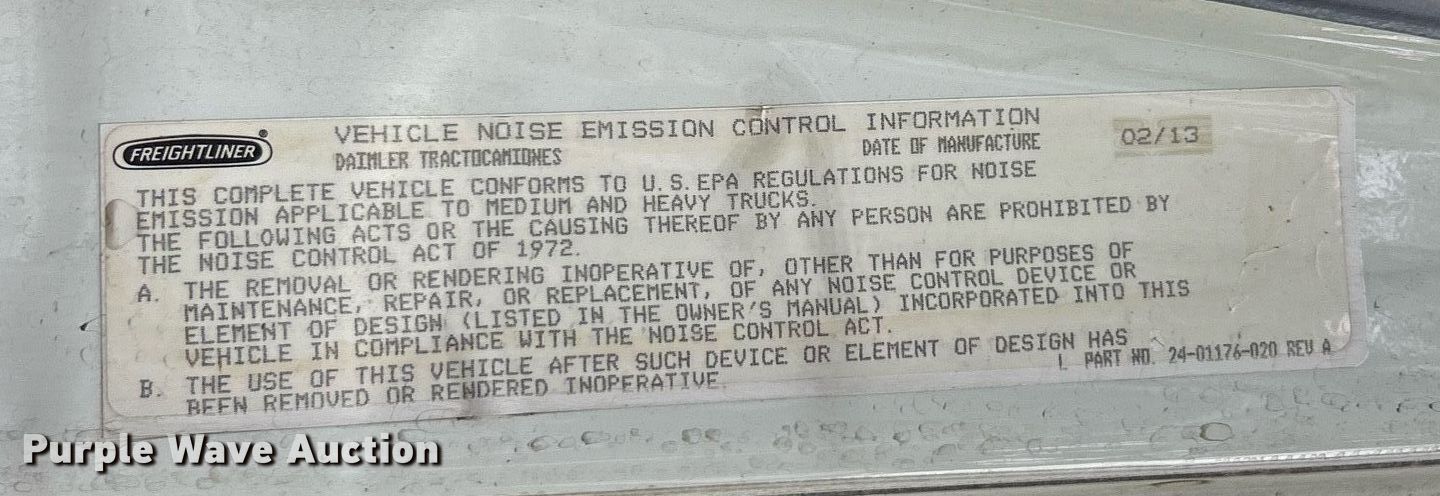 FREIGHTLINER®
VEHICLE NOISE EMISSION CONTROL INFORMATION
DAIMLER TRACTOCAMIONES
DATE OF MANUFACTURE 02/13
THIS COMPLETE VEHICLE CONFORMS TO U.S.EPA REGULATIONS FOR NOISE
EMISSION APPLICABLE TO MEDIUM AND HEAVY TRUCKS.
THE FOLLOWING ACTS OR THE CAUSING THEREOF BY ANY PERSON ARE PROHIBITED BY
THE NOISE CONTROL ACT OF 1972.
A. THE REMOVAL OR RENDERING INOPERATIVE OF, OTHER THAN FOR PURPOSES OF
MAINTENANCE, REPAIR, OR REPLACEMENT, OF ANY NOISE CONTROL DEVICE OR
ELEMENT OF DESIGN (LISTED IN THE OWNER'S MANUAL) INCORPORATED INTO THIS
VEHICLE IN COMPLIANCE WITH THE NOISE CONTROL ACT.
B. THE USE OF THIS VEHICLE AFTER SUCH DEVICE OR ELEMENT OF DESIGN HAS
BEEN REMOVED OR RENDERED INOPERATIVE.
L PART NO. 24-01176-020 REV A
Purple Wave Auction